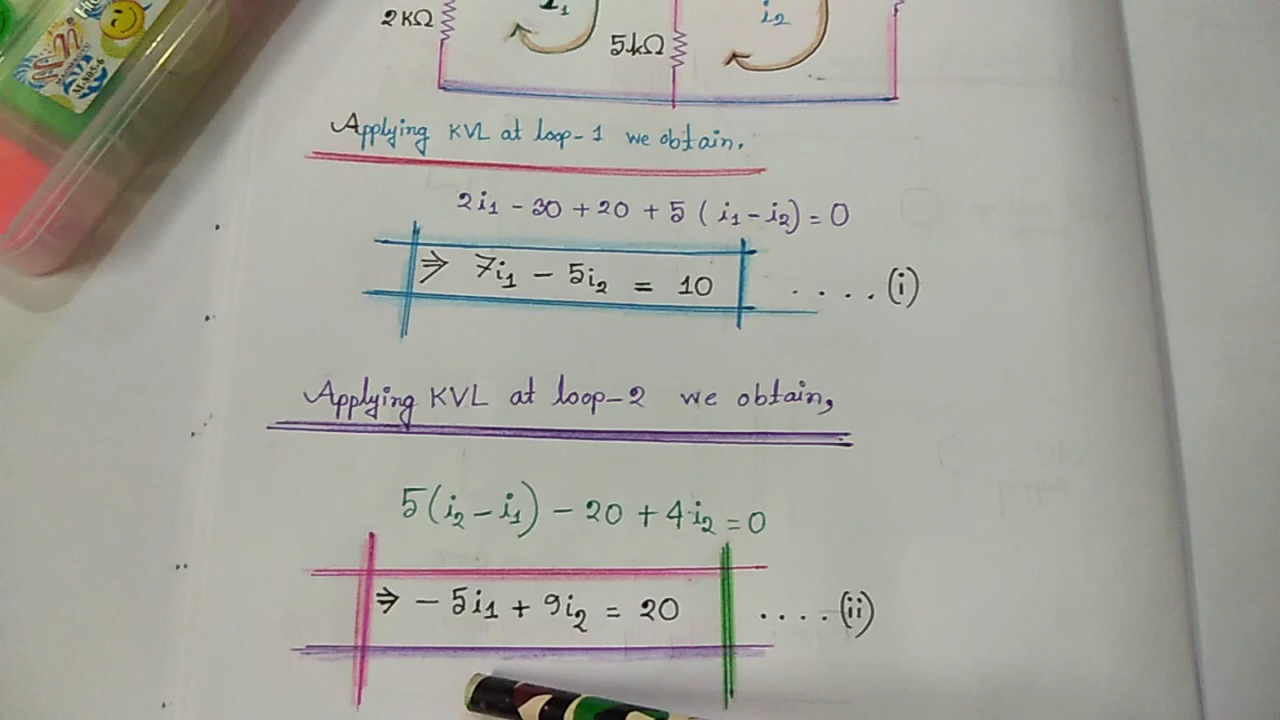 2KΩ
I1
5kΩ
i2
Applying KVL at loop-1 we obtain.
2i1 - 30 + 20 + 5 ( i1 - i2) = 0
⇒ 7i1 - 5i2 = 10 .... (i)
Applying KVL at loop-2 we obtain,
5(i2 - i1) - 20 + 4i2 = 0
⇒ - 5i1 + 9i2 = 20 .... (ii)